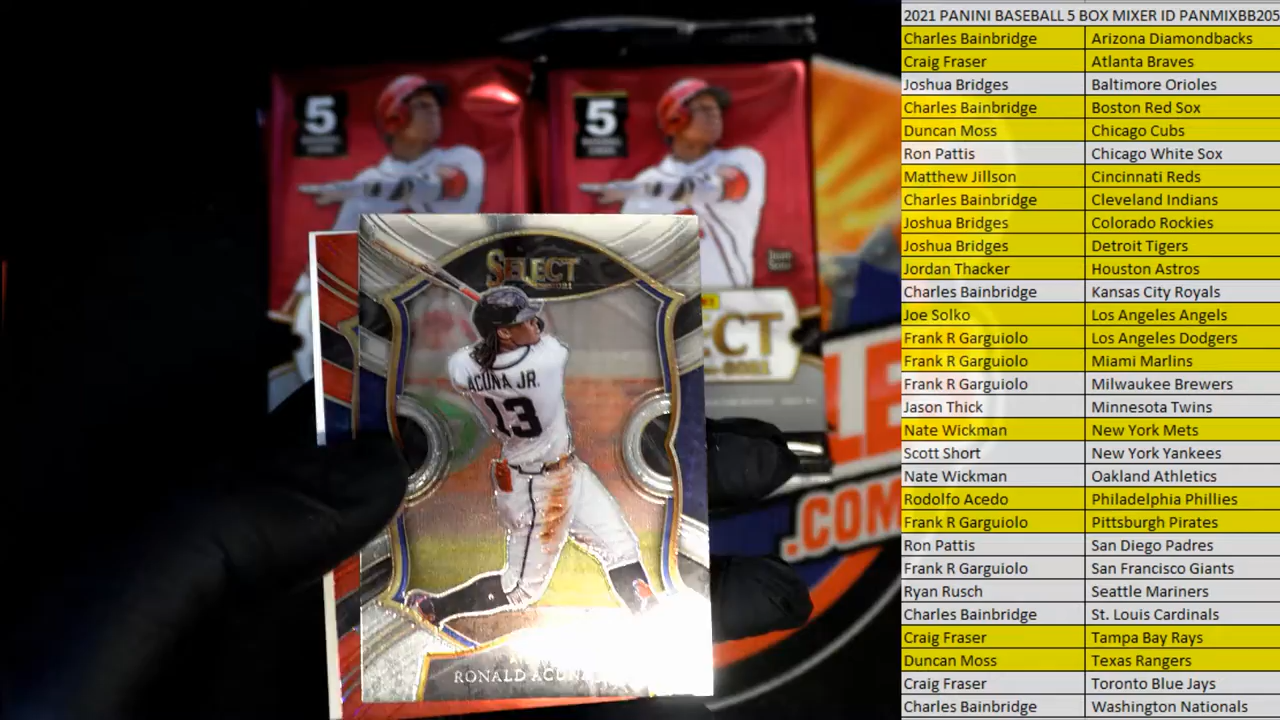 2021 PANINI BASEBALL 5 BOX MIXER ID PANMIXBB205
Charles Bainbridge Arizona Diamondbacks
Craig Fraser Atlanta Braves
Joshua Bridges Baltimore Orioles
Charles Bainbridge Boston Red Sox
Duncan Moss Chicago Cubs
Ron Pattis Chicago White Sox
Matthew Jillson Cincinnati Reds
Charles Bainbridge Cleveland Indians
Joshua Bridges Colorado Rockies
Joshua Bridges Detroit Tigers
Jordan Thacker Houston Astros
Charles Bainbridge Kansas City Royals
Joe Solko Los Angeles Angels
Frank R Garguiolo Los Angeles Dodgers
Frank R Garguiolo Miami Marlins
Frank R Garguiolo Milwaukee Brewers
Jason Thick Minnesota Twins
Nate Wickman New York Mets
Scott Short New York Yankees
Nate Wickman Oakland Athletics
Rodolfo Acedo Philadelphia Phillies
Frank R Garguiolo Pittsburgh Pirates
Ron Pattis San Diego Padres
Frank R Garguiolo San Francisco Giants
Ryan Rusch Seattle Mariners
Charles Bainbridge St. Louis Cardinals
Craig Fraser Tampa Bay Rays
Duncan Moss Texas Rangers
Craig Fraser Toronto Blue Jays
Charles Bainbridge Washington Nationals
5
5
SELECT
ACUNA JR.
13
RONALD ACUNA
.COM